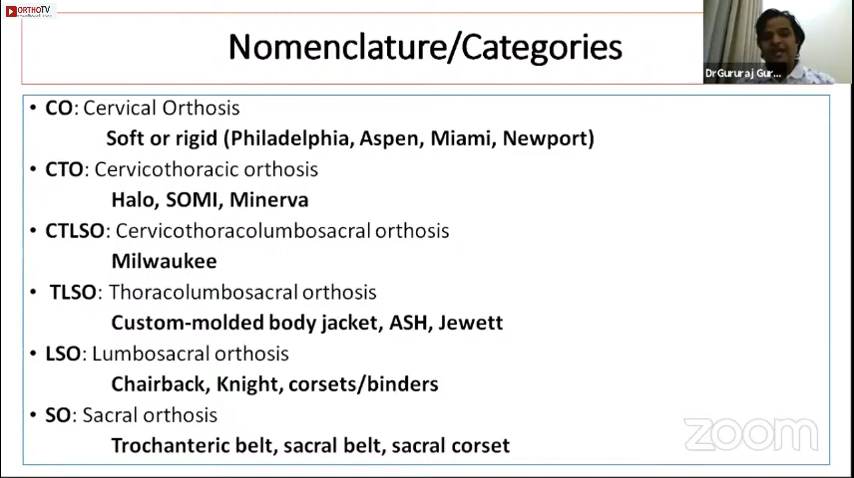 ORTHOTV
Nomenclature/Categories
Dr Gururaj Gur...
• CO: Cervical Orthosis
Soft or rigid (Philadelphia, Aspen, Miami, Newport)
• CTO: Cervicothoracic orthosis
Halo, SOMI, Minerva
• CTLSO: Cervicothoracolumbosacral orthosis
Milwaukee
• TLSO: Thoracolumbosacral orthosis
Custom-molded body jacket, ASH, Jewett
• LSO: Lumbosacral orthosis
Chairback, Knight, corsets/binders
• SO: Sacral orthosis
Trochanteric belt, sacral belt, sacral corset
zoom